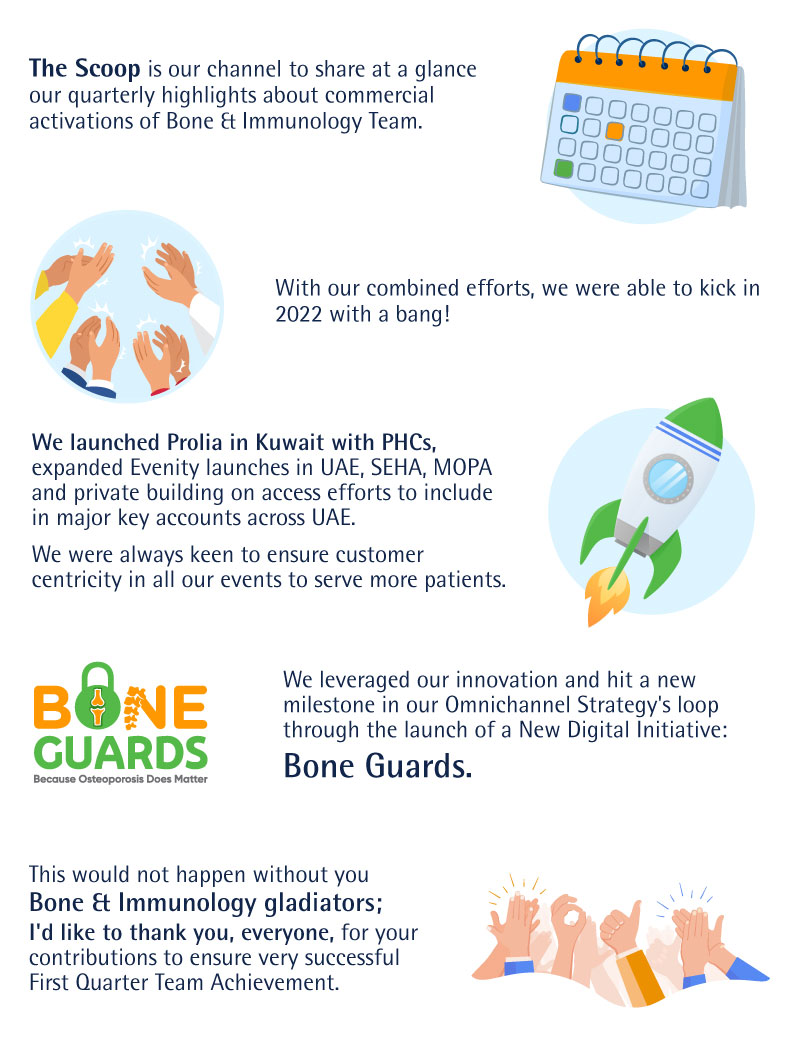 The Scoop is our channel to share at a glance
our quarterly highlights about commercial
activations of Bone & Immunology Team.
With our combined efforts, we were able to kick in
2022 with a bang!
We launched Prolia in Kuwait with PHCs,
expanded Evenity launches in UAE, SEHA, MOPA
and private building on access efforts to include
in major key accounts across UAE.
We were always keen to ensure customer
centricity in all our events to serve more patients.
BONE
GUARDS
Because Osteoporosis Does Matter
We leveraged our innovation and hit a new
milestone in our Omnichannel Strategy's loop
through the launch of a New Digital Initiative:
Bone Guards.
This would not happen without you
Bone & Immunology gladiators;
I'd like to thank you, everyone, for your
contributions to ensure very successful
First Quarter Team Achievement.